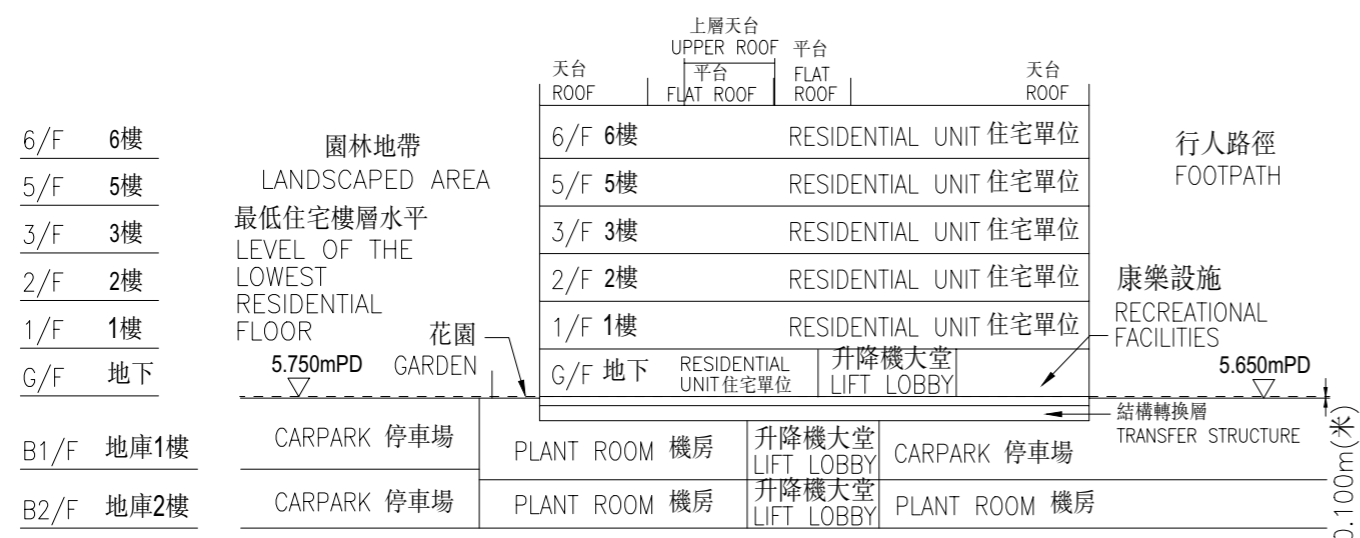 上層天台
UPPER ROOF
平台
FLAT
ROOF
天台
ROOF
平台
FLAT ROOF
天台
ROOF
6/F 6樓
5/F 5樓
3/F 3樓
2/F 2樓
1/F 1樓
G/F 地下
B1/F 地庫1樓
B2/F 地庫2樓
園林地帶
LANDSCAPED AREA
最低住宅樓層水平
LEVEL OF THE
LOWEST
RESIDENTIAL
FLOOR
花園
GARDEN
5.750mPD
6/F 6樓 RESIDENTIAL UNIT 住宅單位
5/F 5樓 RESIDENTIAL UNIT 住宅單位
3/F 3樓 RESIDENTIAL UNIT 住宅單位
2/F 2樓 RESIDENTIAL UNIT 住宅單位
1/F 1樓 RESIDENTIAL UNIT 住宅單位
G/F 地下
RESIDENTIAL
UNIT住宅單位
升降機大堂
LIFT LOBBY
行人路徑
FOOTPATH
康樂設施
RECREATIONAL
FACILITIES
5.650mPD
結構轉換層
TRANSFER STRUCTURE
0.100m(米)
CARPARK 停車場
PLANT ROOM 機房
升降機大堂
LIFT LOBBY
CARPARK 停車場
CARPARK 停車場
PLANT ROOM 機房
升降機大堂
LIFT LOBBY
PLANT ROOM 機房